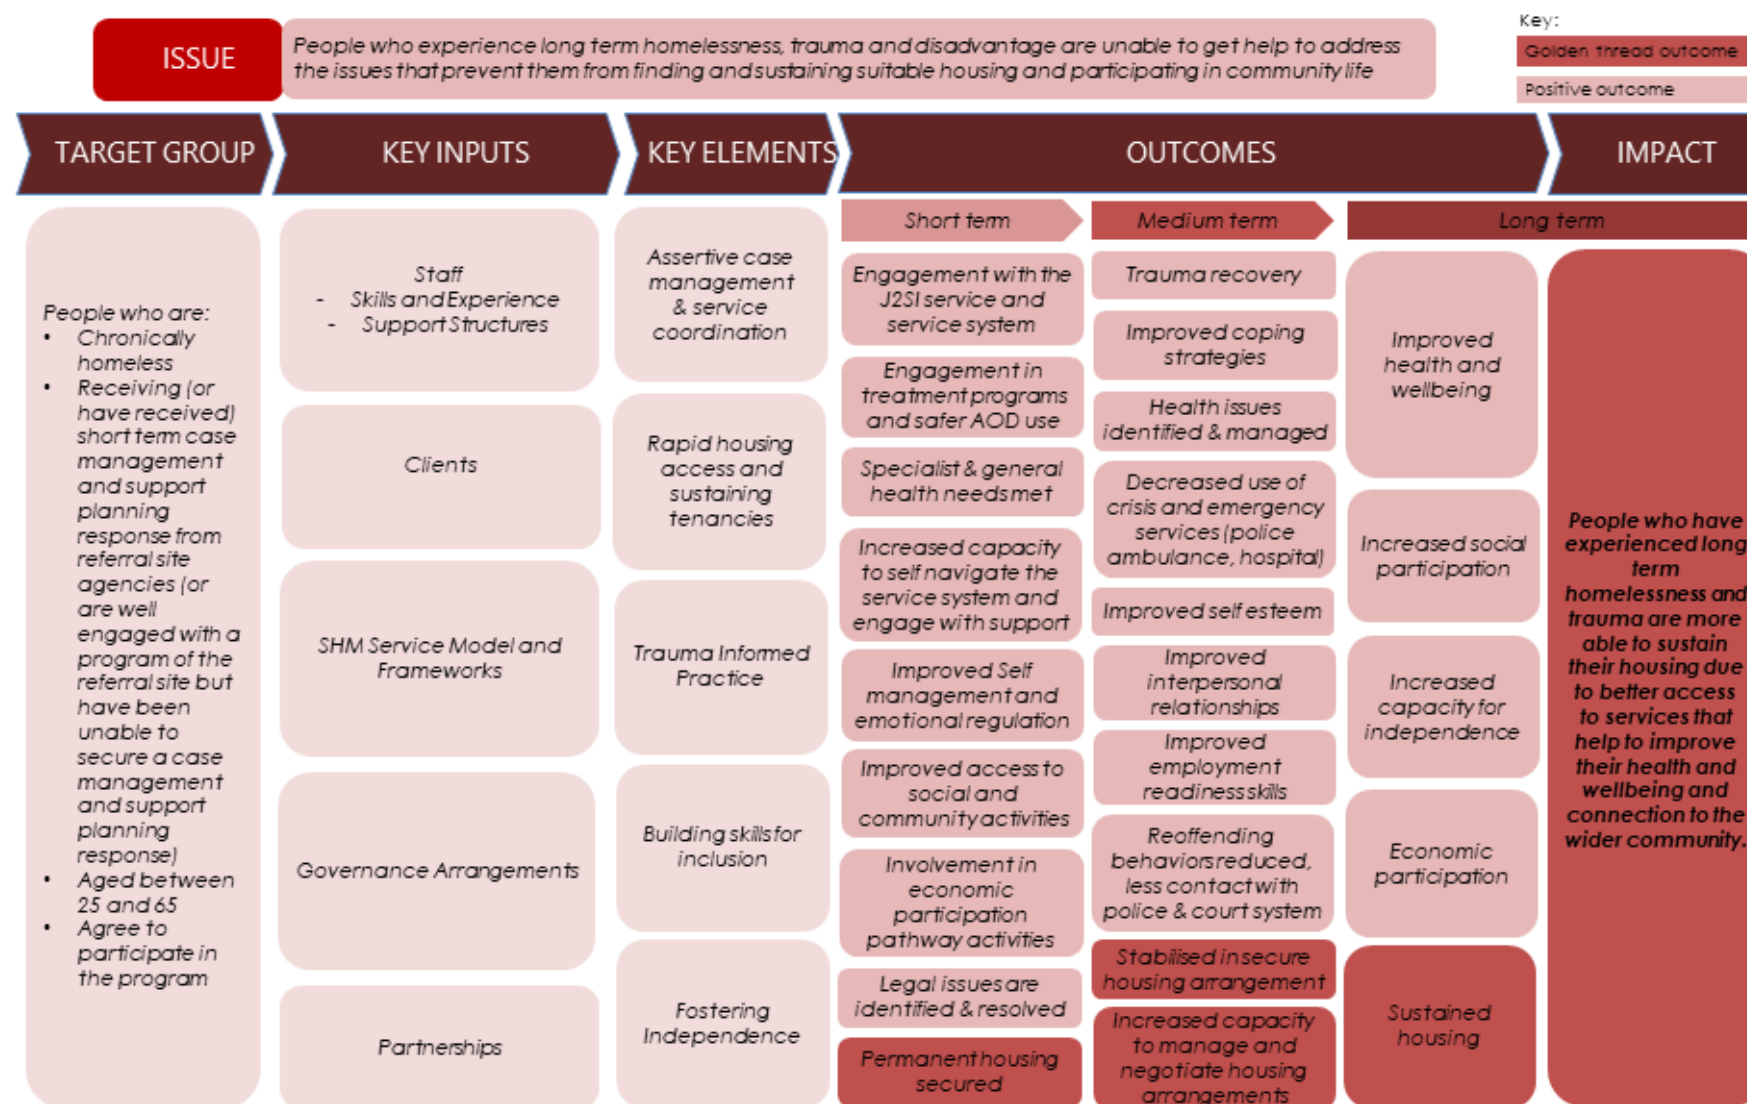 ISSUE
People who experience long term homelessness, trauma and disadvantage are unable to get help to address
the issues that prevent them from finding and sustaining suitable housing and participating in community life
Key:
Golden thread outcome
Positive outcome
TARGET GROUP
KEY INPUTS
KEY ELEMENTS
OUTCOMES
IMPACT
People who are:
• Chronically
homeless
• Receiving (or
have received)
short term case
management
and support
planning
response from
referral site
agencies (or
are well
engaged with a
program of the
referral site but
have been
unable to
secure a case
management
and support
planning
response)
• Aged between
25 and 65
• Agree to
participate in
the program
Staff
- Skills and Experience
- Support Structures
Clients
SHM Service Model and
Frameworks
Governance Arrangements
Partnerships
Assertive case
management
& service
coordination
Rapid housing
access and
sustaining
tenancies
Trauma Informed
Practice
Building skills for
inclusion
Fostering
Independence
Short term
Engagement with the
J2SI service and
service system
Engagement in
treatment programs
and safer AOD use
Specialist & general
health needs met
Increased capacity
to self navigate the
service system and
engage with support
Improved Self
management and
emotional regulation
Improved access to
social and
community activities
Involvement in
economic
participation
pathway activities
Legal issues are
identified & resolved
Permanent housing
secured
Medium term
Trauma recovery
Improved coping
strategies
Health issues
identified & managed
Decreased use of
crisis and emergency
services (police
ambulance, hospital)
Improved self esteem
Improved
interpersonal
relationships
Improved
employment
readiness skills
Reoffending
behaviors reduced,
less contact with
police & court system
Stabilised in secure
housing arrangement
Increased capacity
to manage and
negotiate housing
arrangements
Long term
Improved
health and
wellbeing
Increased social
participation
Increased
capacity for
independence
Economic
participation
Sustained
housing
People who have
experienced long
term
homelessness and
trauma are more
able to sustain
their housing due
to better access
to services that
help to improve
their health and
wellbeing and
connection to the
wider community.